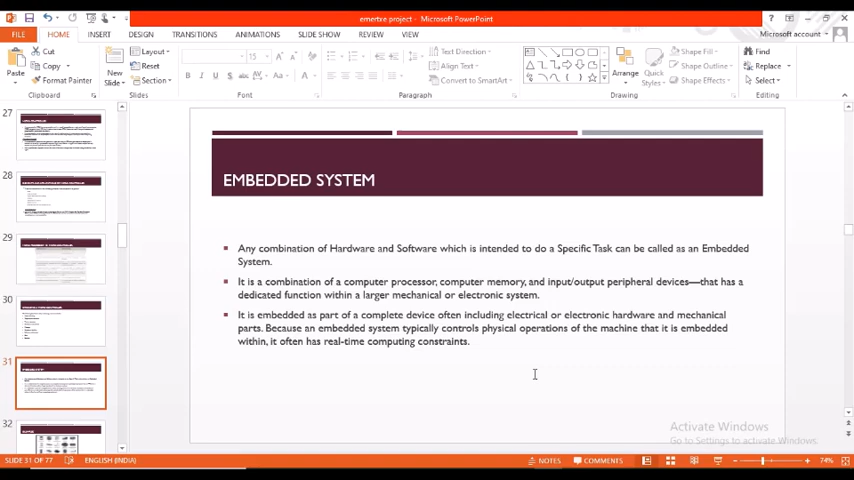 emertxe project - Microsoft PowerPoint
FILE HOME INSERT DESIGN TRANSITIONS ANIMATIONS SLIDE SHOW REVIEW VIEW Microsoft account
Paste
Cut
Copy
Format Painter
Clipboard
New
Slide
Layout
Reset
Section
Slides
15
Font
Text Direction
Align Text
Convert to SmartArt
Paragraph
Arrange
Quick
Styles
Shape Fill
Shape Outline
Shape Effects
Drawing
Find
Replace
Select
Editing
27
28
29
30
31
32
EMBEDDED SYSTEM
Any combination of Hardware and Software which is intended to do a Specific Task can be called as an Embedded
System.
It is a combination of a computer processor, computer memory, and input/output peripheral devices—that has a
dedicated function within a larger mechanical or electronic system.
It is embedded as part of a complete device often including electrical or electronic hardware and mechanical
parts. Because an embedded system typically controls physical operations of the machine that it is embedded
within, it often has real-time computing constraints.
Activate Windows
Go to Settings to activate Windows.
SLIDE 31 OF 77 ENGLISH (INDIA) NOTES COMMENTS 74%